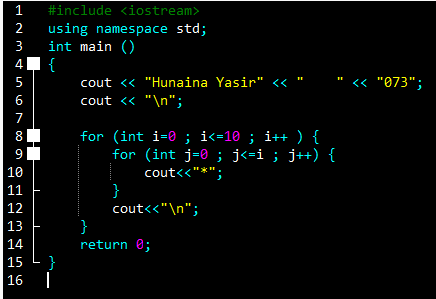 1 #include <iostream>
2 using namespace std;
3 int main ()
4 {
5     cout << "Hunaina Yasir" << "    " << "073";
6     cout << "\n";
7
8     for (int i=0 ; i<=10 ; i++ ) {
9         for (int j=0 ; j<=i ; j++) {
10             cout<<"*";
11         }
12         cout<<"\n";
13     }
14     return 0;
15 }
16